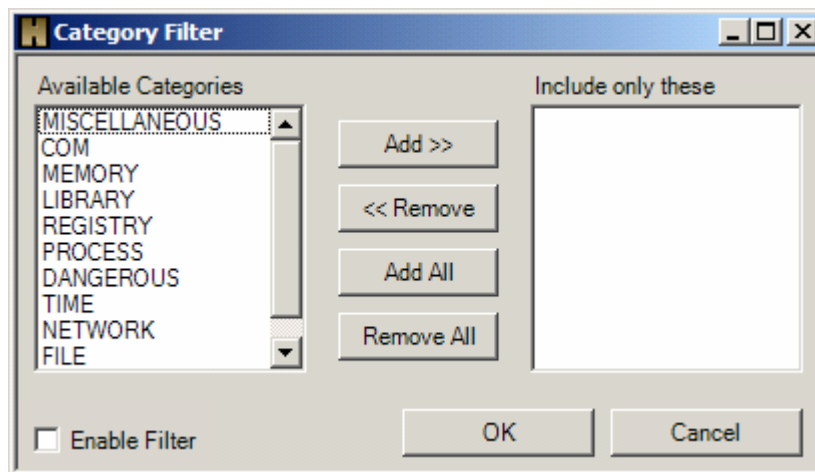 Category Filter
Available Categories
MISCELLANEOUS
COM
MEMORY
LIBRARY
REGISTRY
PROCESS
DANGEROUS
TIME
NETWORK
FILE
Add >>
<< Remove
Add All
Remove All
Include only these
Enable Filter
OK
Cancel